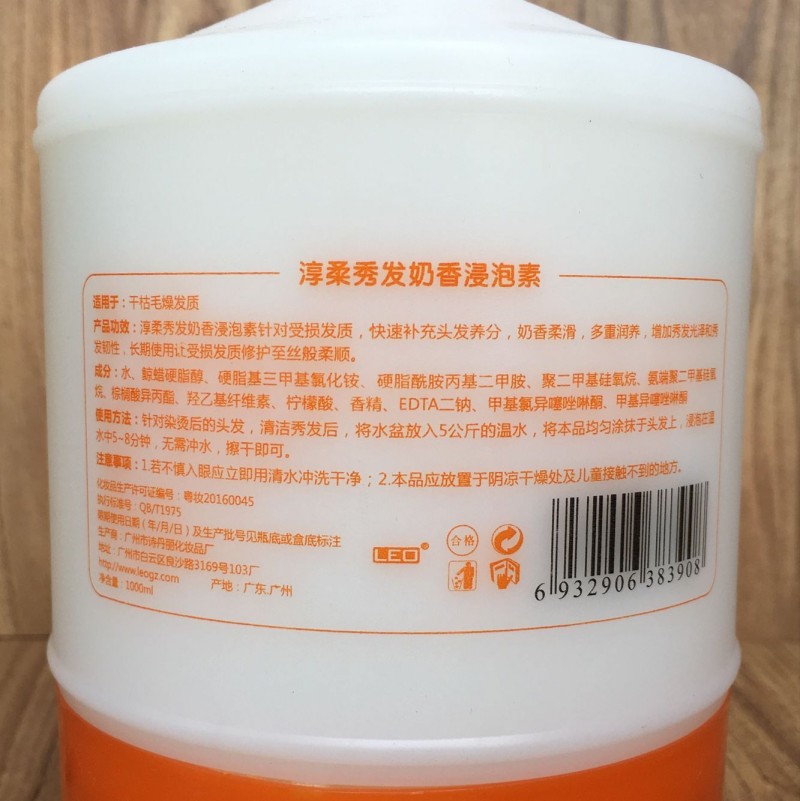 淳柔秀发奶香浸泡素
适用于：干枯毛燥发质
产品功效：淳柔秀发奶香浸泡素针对受损发质，快速补充头发养分，奶香柔滑，多重润养，增加秀发光泽和秀
发韧性，长期使用让受损发质修护至丝般柔顺。
成分：水、鲸蜡硬脂醇、硬脂基三甲基氯化铵、硬脂酰胺丙基二甲胺、聚二甲基硅氧烷、氨端聚二甲基硅氧
烷、棕榈酸异丙酯、羟乙基纤维素、柠檬酸、香精、EDTA二钠、甲基氯异噻唑啉酮、甲基异噻唑啉酮
使用方法：针对染烫后的头发，清洁秀发后，将水盆放入5公斤的温水，将本品均匀涂抹于头发上，浸泡在温
水中5~8分钟，无需冲水，擦干即可。
注意事项：1.若不慎入眼应立即用清水冲洗干净；2.本品应放置于阴凉干燥处及儿童接触不到的地方。
化妆品生产许可证编号：粤妆20160045
执行标准号：QB/T1975
限期使用日期（年/月/日）及生产批号见瓶底或盒底标注
生产商：广州市诗丹丽化妆品厂
地址：广州市白云区良沙路3169号103厂
http://www.leogz.com
净含量：1000ml 产地：广东.广州
LEO®
合格
6 932906 383908